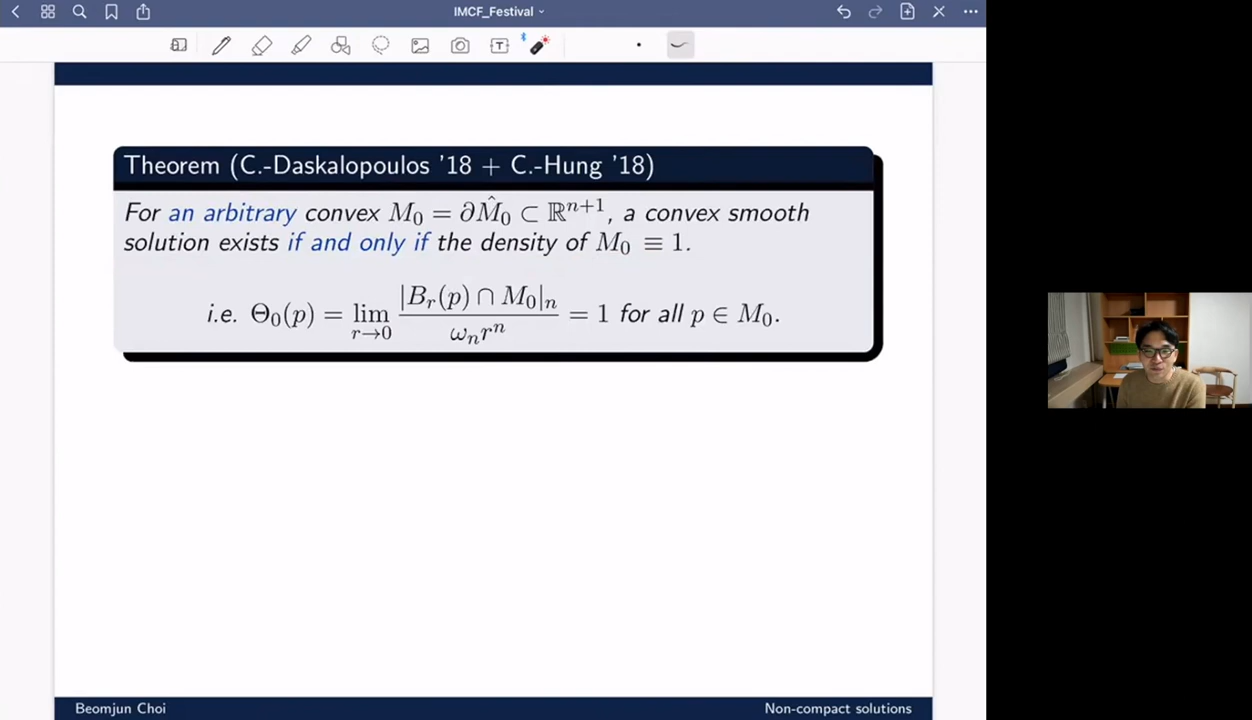 IMCF_Festival
T
Theorem (C.-Daskalopoulos '18 + C.-Hung '18)
For an arbitrary convex M₀ = ∂M̂₀ ⊂ ℝⁿ⁺¹, a convex smooth
solution exists if and only if the density of M₀ ≡ 1.
i.e. Θ₀(p) = lim_{r→0} |B_r(p) ∩ M₀|_n / ω_n rⁿ = 1 for all p ∈ M₀.
Beomjun Choi
Non-compact solutions